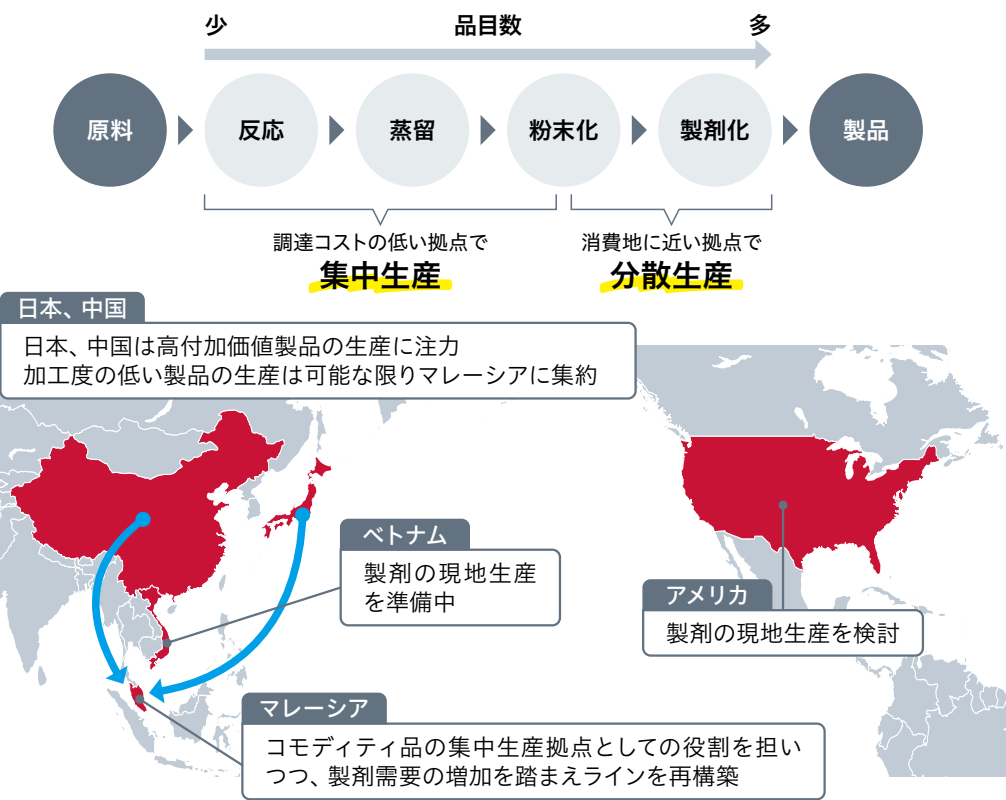 少 品目数 多
原料 反応 蒸留 粉末化 製剤化 製品
調達コストの低い拠点で
集中生産
消費地に近い拠点で
分散生産
日本、中国
日本、中国は高付加価値製品の生産に注力
加工度の低い製品の生産は可能な限りマレーシアに集約
ベトナム
製剤の現地生産
を準備中
アメリカ
製剤の現地生産を検討
マレーシア
コモディティ品の集中生産拠点としての役割を担い
つつ、製剤需要の増加を踏まえラインを再構築